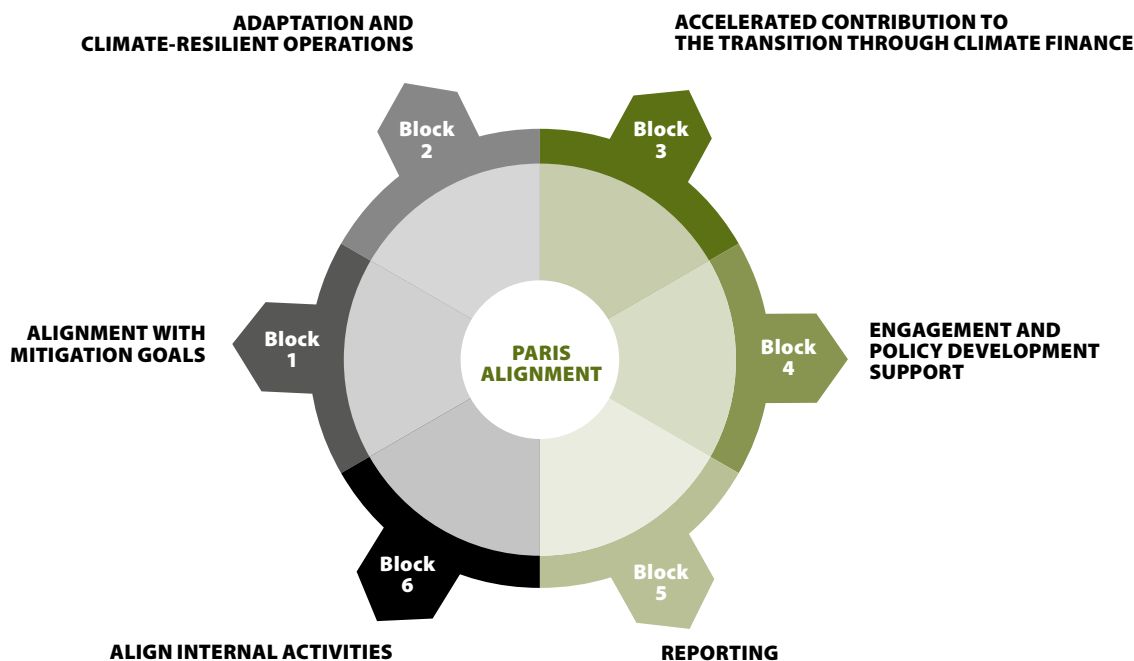 ADAPTATION AND
CLIMATE-RESILIENT OPERATIONS
ACCELERATED CONTRIBUTION TO
THE TRANSITION THROUGH CLIMATE FINANCE
Block
2
Block
3
ALIGNMENT WITH
MITIGATION GOALS
Block
1
PARIS
ALIGNMENT
Block
4
ENGAGEMENT AND
POLICY DEVELOPMENT
SUPPORT
Block
6
Block
5
ALIGN INTERNAL ACTIVITIES
REPORTING